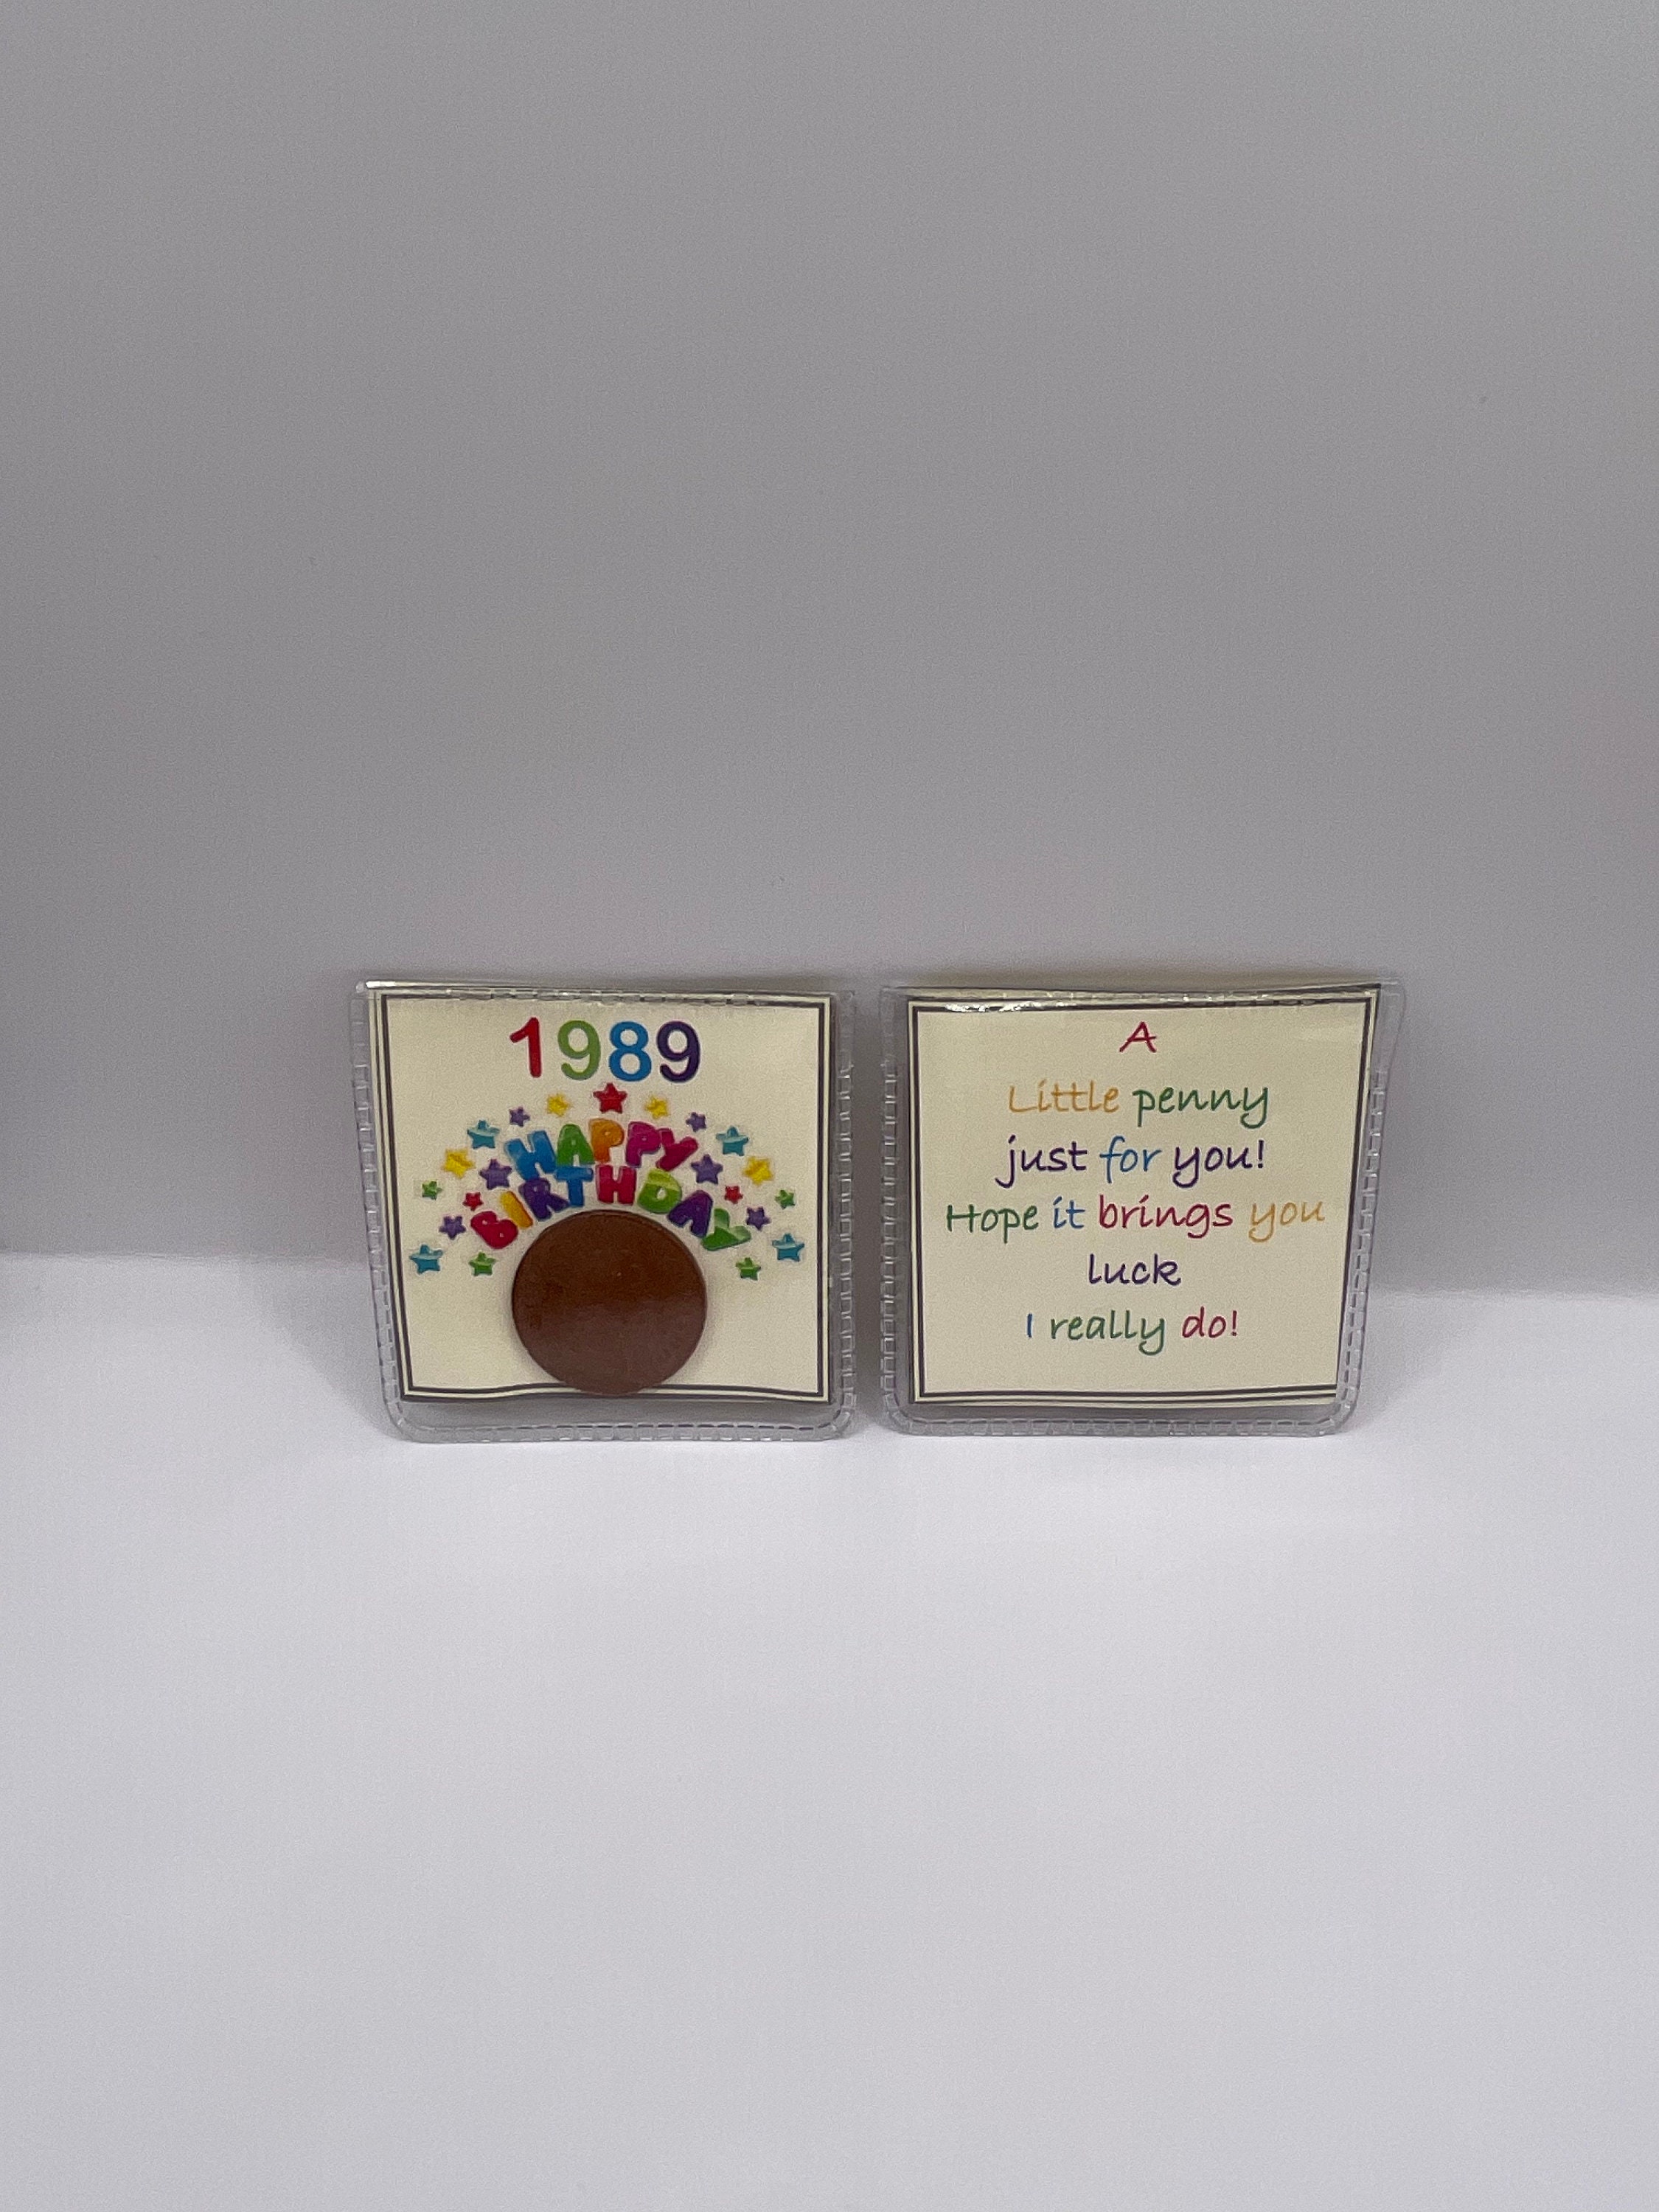 1989
HAPPY
BIRTHDAY
A
Little penny
just for you!
Hope it brings you
luck
I really do!